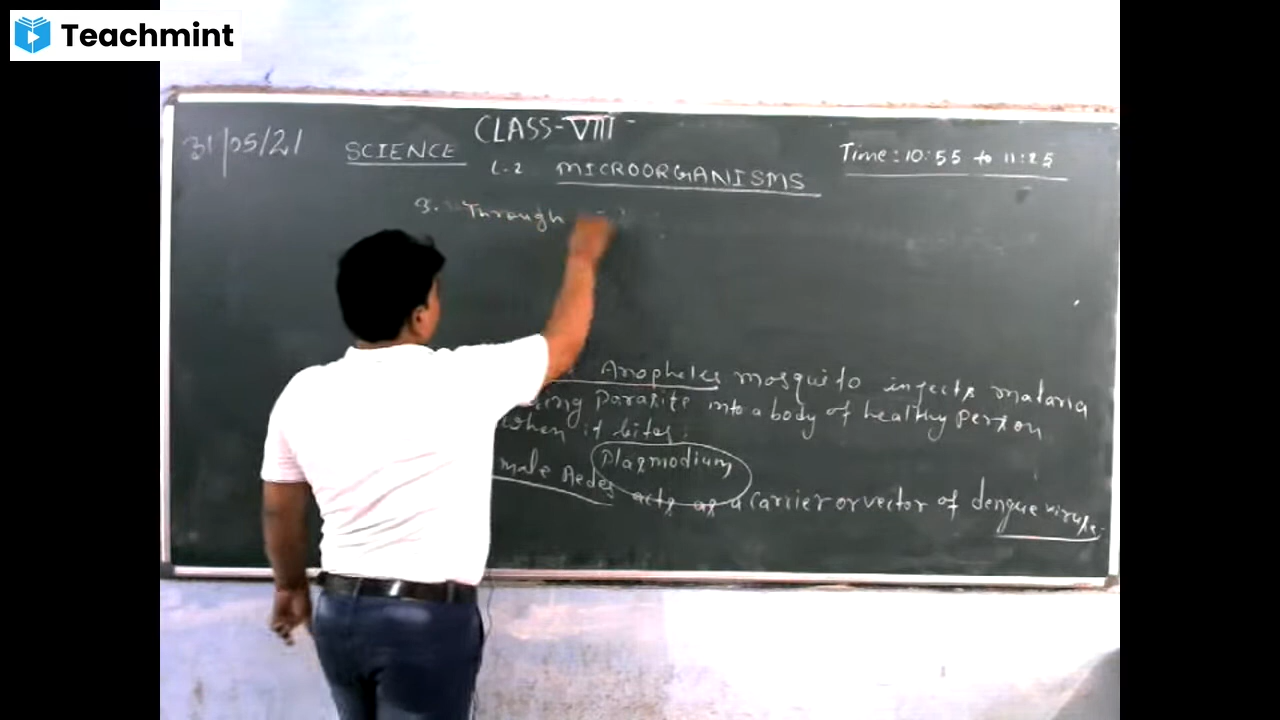 Teachmint
CLASS-VIII
31/05/21
SCIENCE
Time: 10:55 to 11:25
L-2 MICROORGANISMS
3. Through
Anopheles mosquito infects malaria
parasite into a body of healthy person
when it bites.
Plasmodium
male Aedes acts as a carrier or vector of dengue virus.